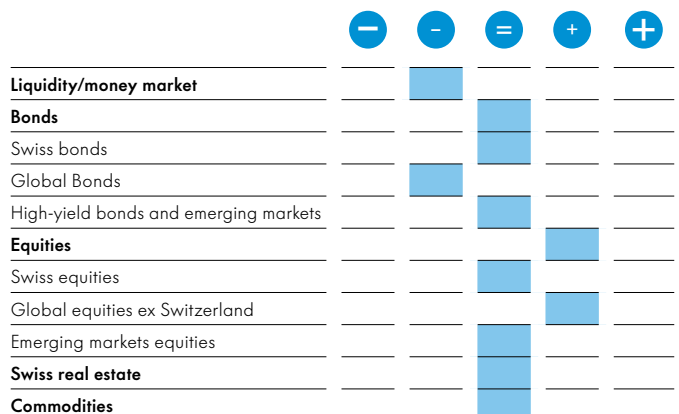 − − = + +
Liquidity/money market
Bonds
Swiss bonds
Global Bonds
High-yield bonds and emerging markets
Equities
Swiss equities
Global equities ex Switzerland
Emerging markets equities
Swiss real estate
Commodities